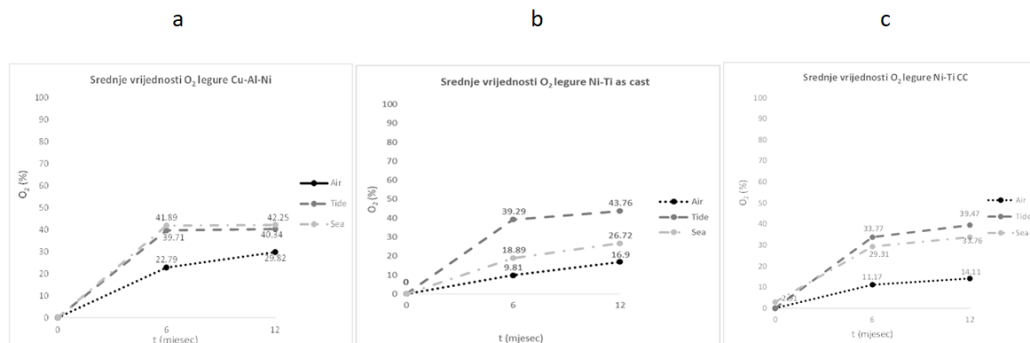 a
b
c
Srednje vrijednosti O₂ legure Cu-Al-Ni
100
90
80
70
60
50
40
30
20
10
0
O₂ (%)
41.89
39.71
22.79
42.25
40.34
29.82
0
6
12
t (mjesec)
Air
Tide
Sea
Srednje vrijednosti O₂ legure Ni-Ti as cast
100
90
80
70
60
50
40
30
20
10
0
O₂ (%)
0
39.29
18.89
9.81
43.76
26.72
16.9
0
6
12
t (mjesec)
Air
Tide
Sea
Srednje vrijednosti O₂ legure Ni-Ti CC
100
90
80
70
60
50
40
30
20
10
0
O₂ (%)
33.77
29.31
11.17
39.47
33.76
14.11
0
6
12
t (mjesec)
Air
Tide
Sea